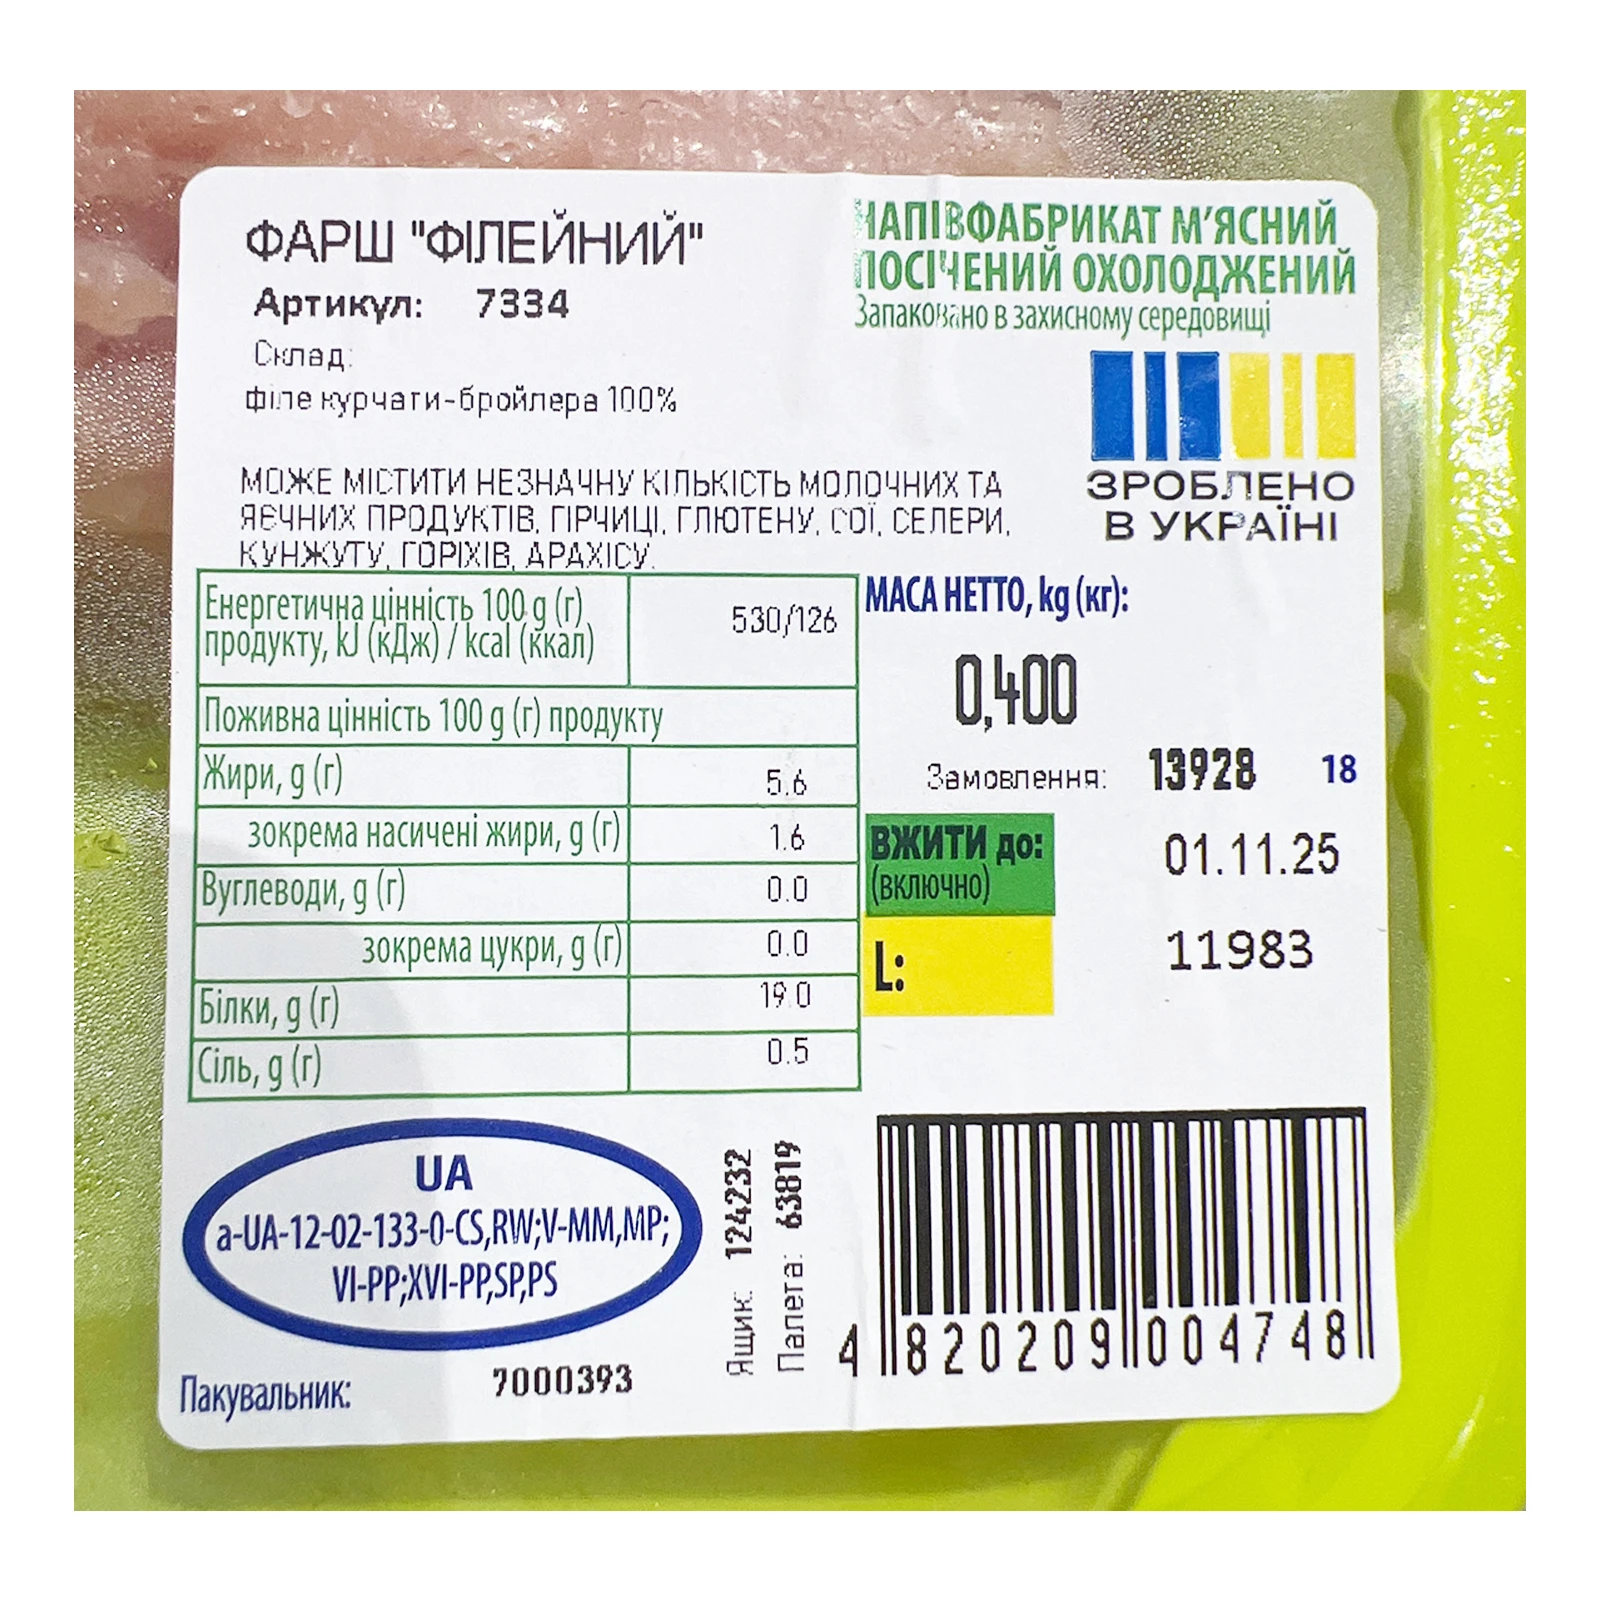 ФАРШ "ФІЛЕЙНИЙ"
Артикул: 7334
Склад:
філе курчати-бройлера 100%
НАПІВФАБРИКАТ М'ЯСНИЙ
ПОСІЧЕНИЙ ОХОЛОДЖЕНИЙ
Запаковано в захисному середовищі
ЗРОБЛЕНО
В УКРАЇНІ
МОЖЕ МІСТИТИ НЕЗНАЧНУ КІЛЬКІСТЬ МОЛОЧНИХ ТА
ЯЄЧНИХ ПРОДУКТІВ, ГІРЧИЦІ, ГЛЮТЕНУ, СОЇ, СЕЛЕРИ,
КУНЖУТУ, ГОРІХІВ, АРАХІСУ.
Енергетична цінність 100 g (г)
продукту, kJ (кДж) / kcal (ккал) 530/126
Поживна цінність 100 g (г) продукту
Жири, g (г) 5.6
зокрема насичені жири, g (г) 1.6
Вуглеводи, g (г) 0.0
зокрема цукри, g (г) 0.0
Білки, g (г) 19.0
Сіль, g (г) 0.5
МАСА НЕТТО, kg (кг):
0,400
Замовлення: 13928 18
ВЖИТИ до:
(включно) 01.11.25
L: 11983
UA
a-UA-12-02-133-0-CS,RW;V-MM,MP;
VI-PP;XVI-PP,SP,PS
Пакувальник: 7000393
Ящик: 124232
Палета: 63819
4 820209 004748